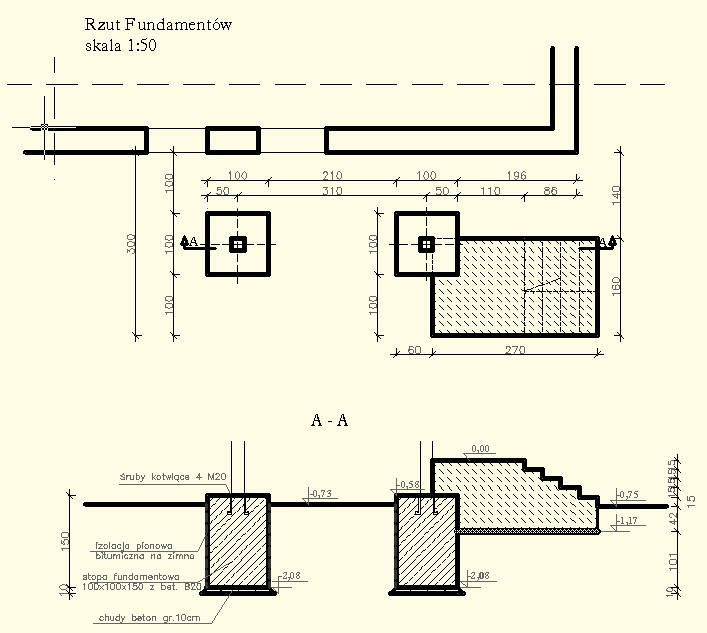 Rzut Fundamentów
skala 1:50
100 210 100 196
50 310 50 110 86
100
140
300
100
100
A
A
160
100
100
60 270
A - A
0,00
śruby kotwiące 4 M20
-0,58
-0,73
-0,75
15
-1,17
42
150
izolacja pionowa
bitumiczna na zimno
101
stopa fundamentowa
100x100x150 z bet. B20
-2,08
-2,08
10
10
chudy beton gr.10cm